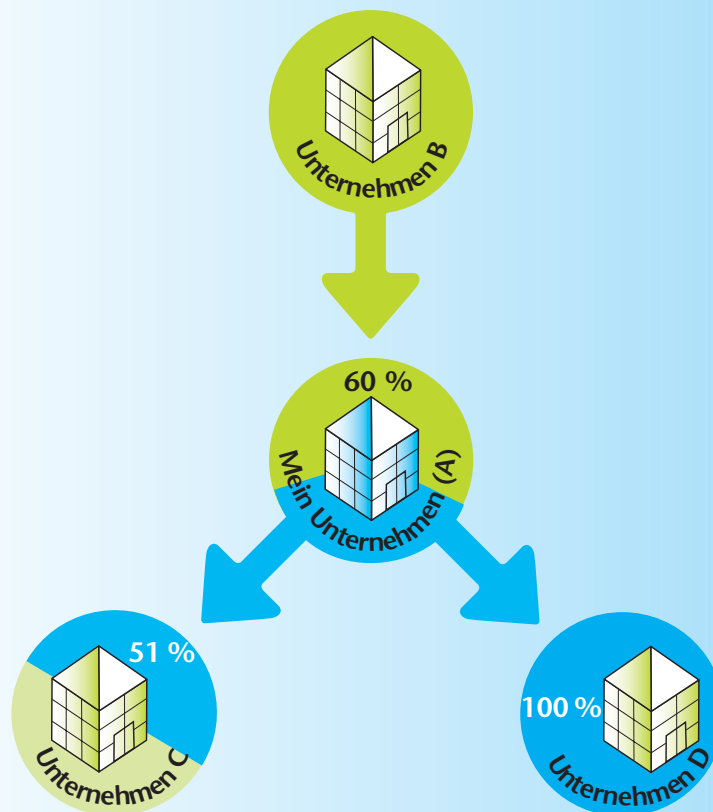 Unternehmen B
60 %
Mein Unternehmen (A)
51 %
Unternehmen C
100 %
Unternehmen D